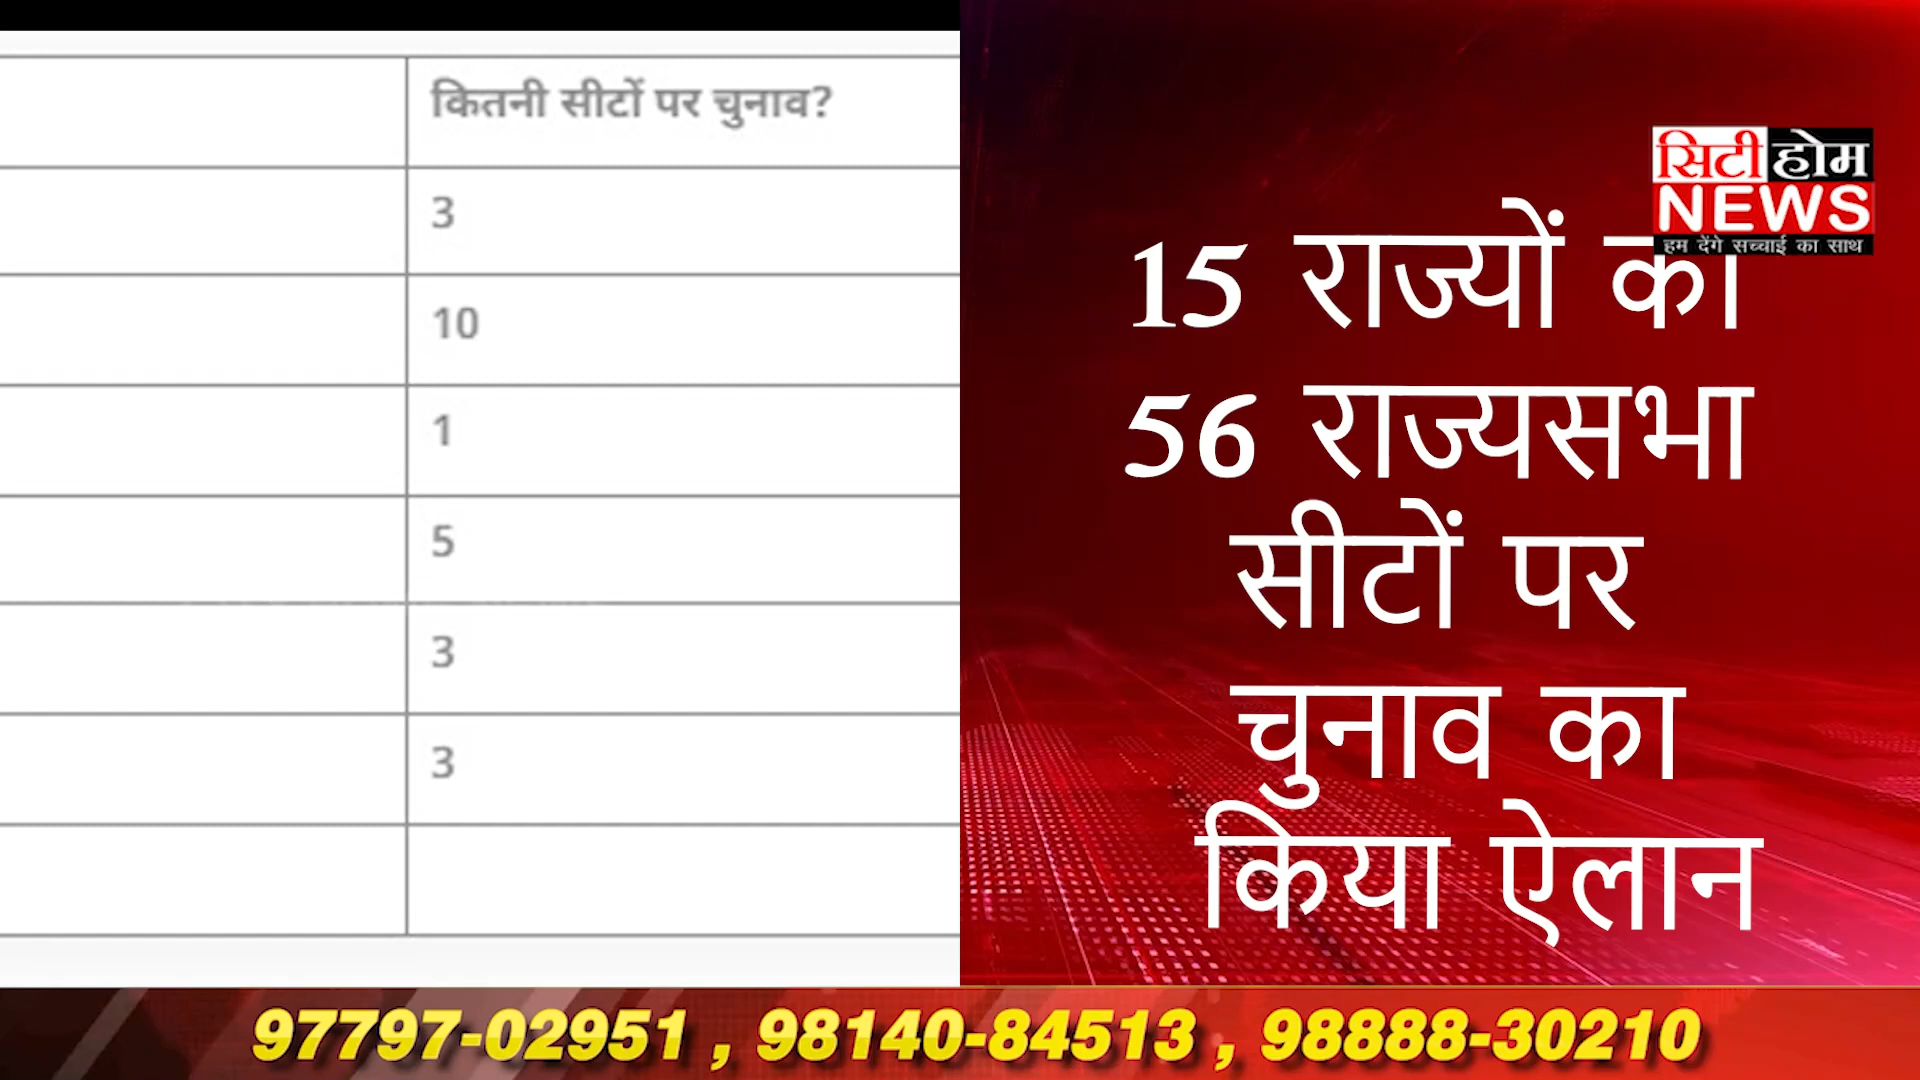 कितनी सीटों पर चुनाव?
3
10
1
5
3
3
सिटी होम
NEWS
हम देंगे सच्चाई का साथ
15 राज्यों की
56 राज्यसभा
सीटों पर
चुनाव का
किया ऐलान
97797-02951 , 98140-84513 , 98888-30210